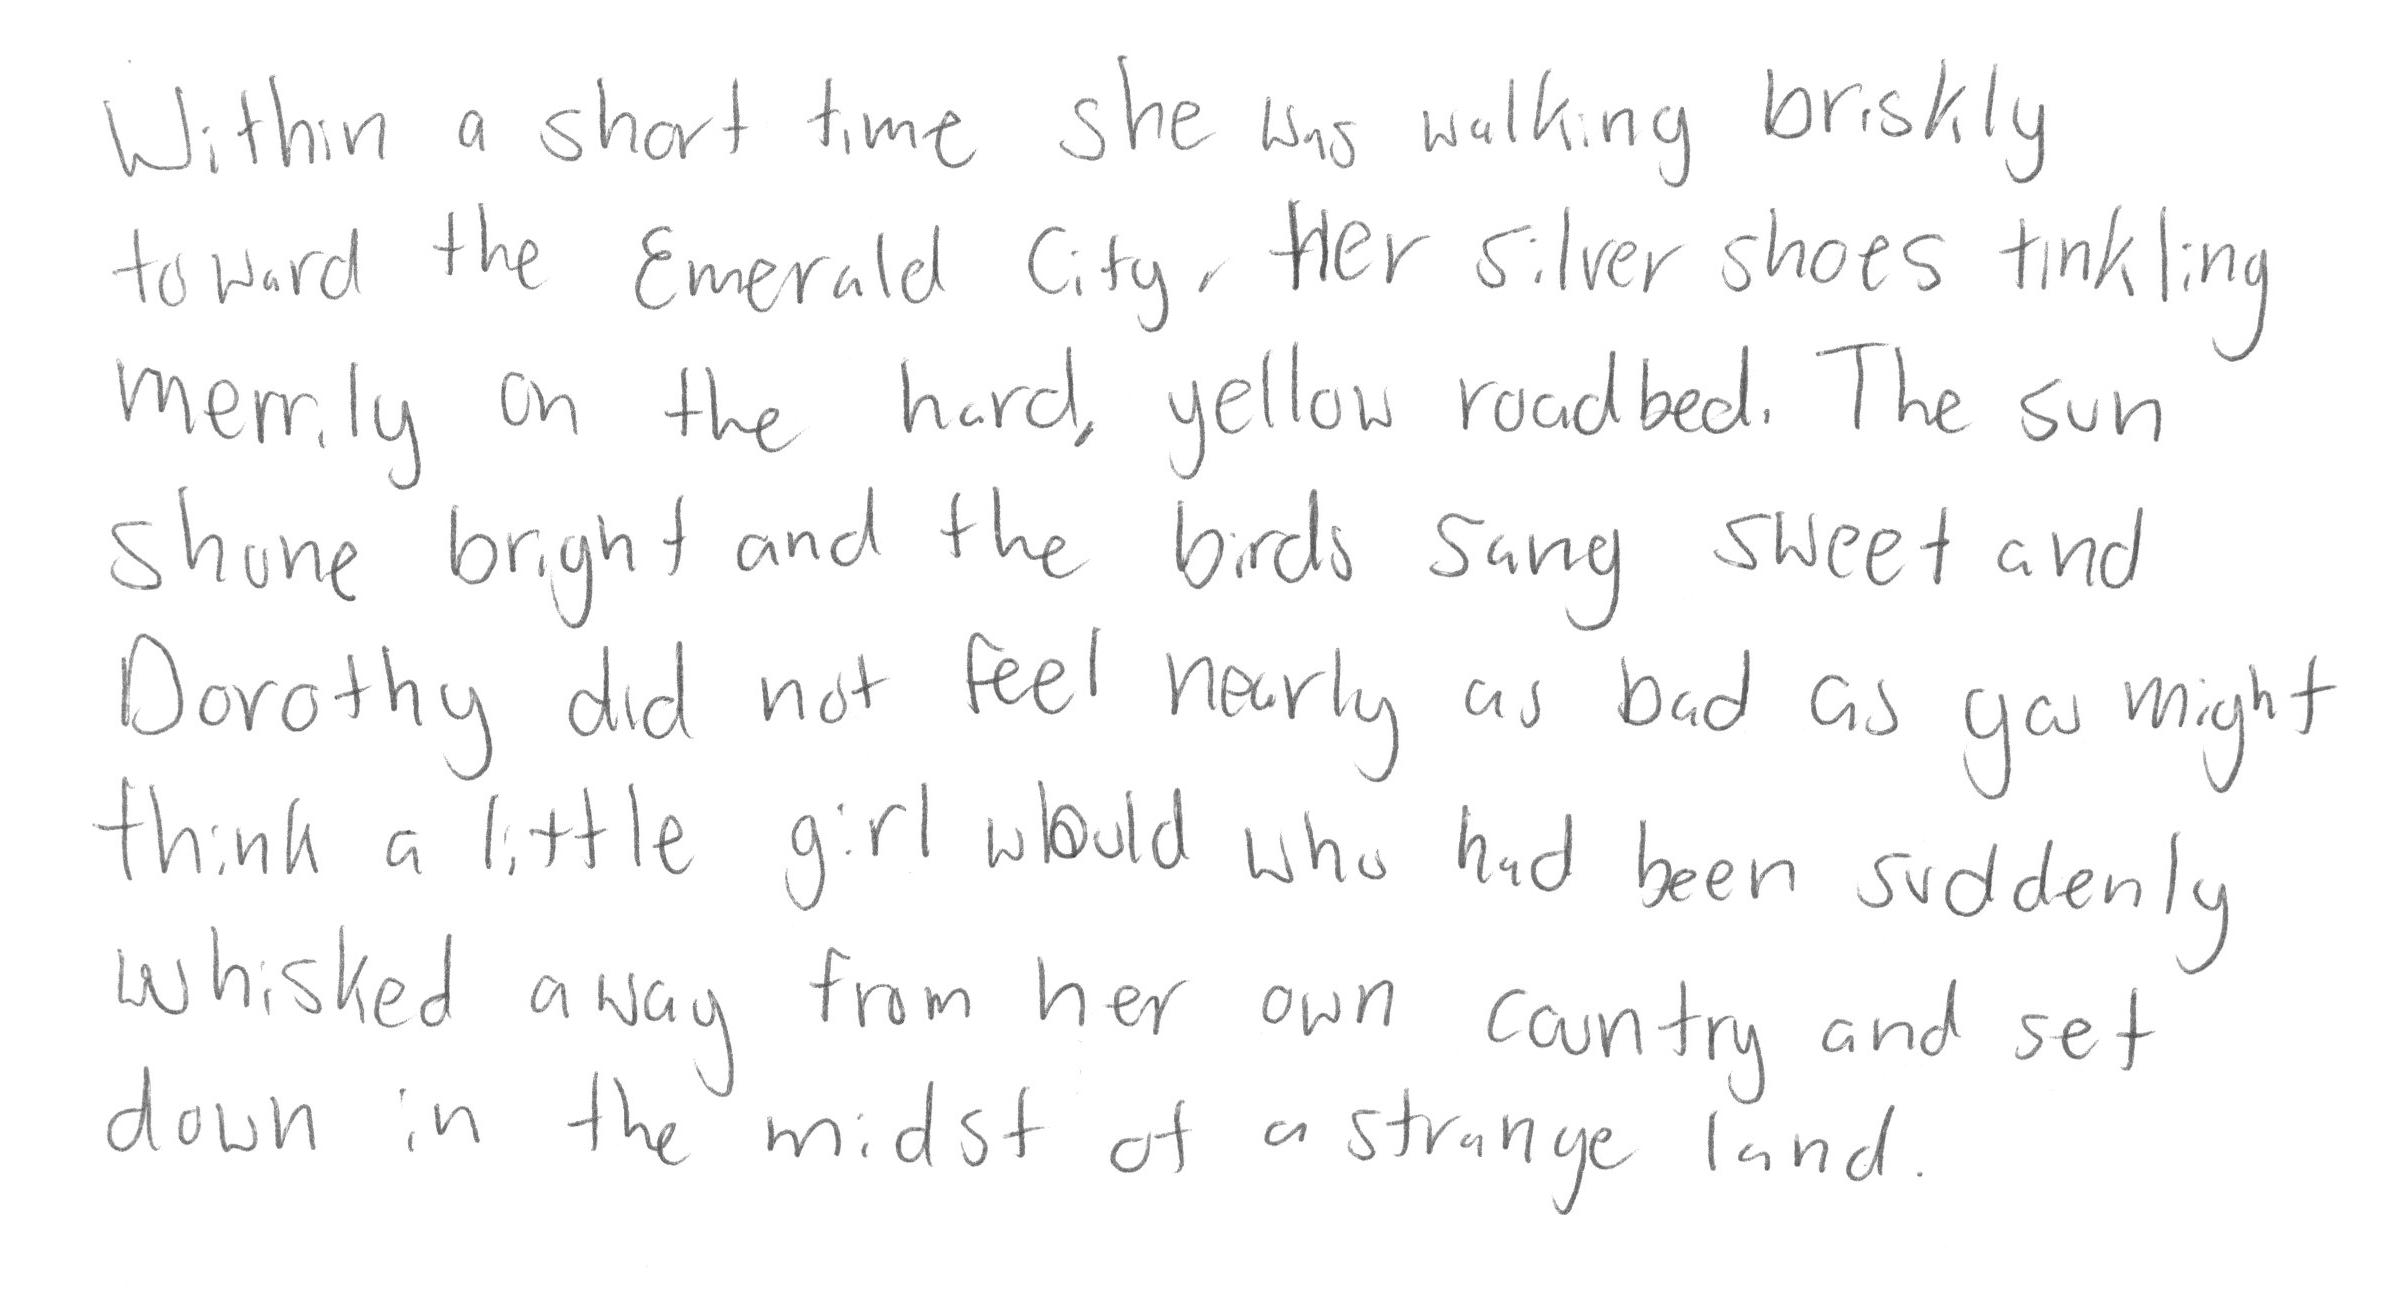 Within a short time she was walking briskly
toward the Emerald City, Her silver shoes tinkling
merrily on the hard, yellow roadbed. The sun
shone bright and the birds sang sweet and
Dorothy did not feel nearly as bad as you might
think a little girl would who had been suddenly
whisked away from her own country and set
down in the midst of a strange land.